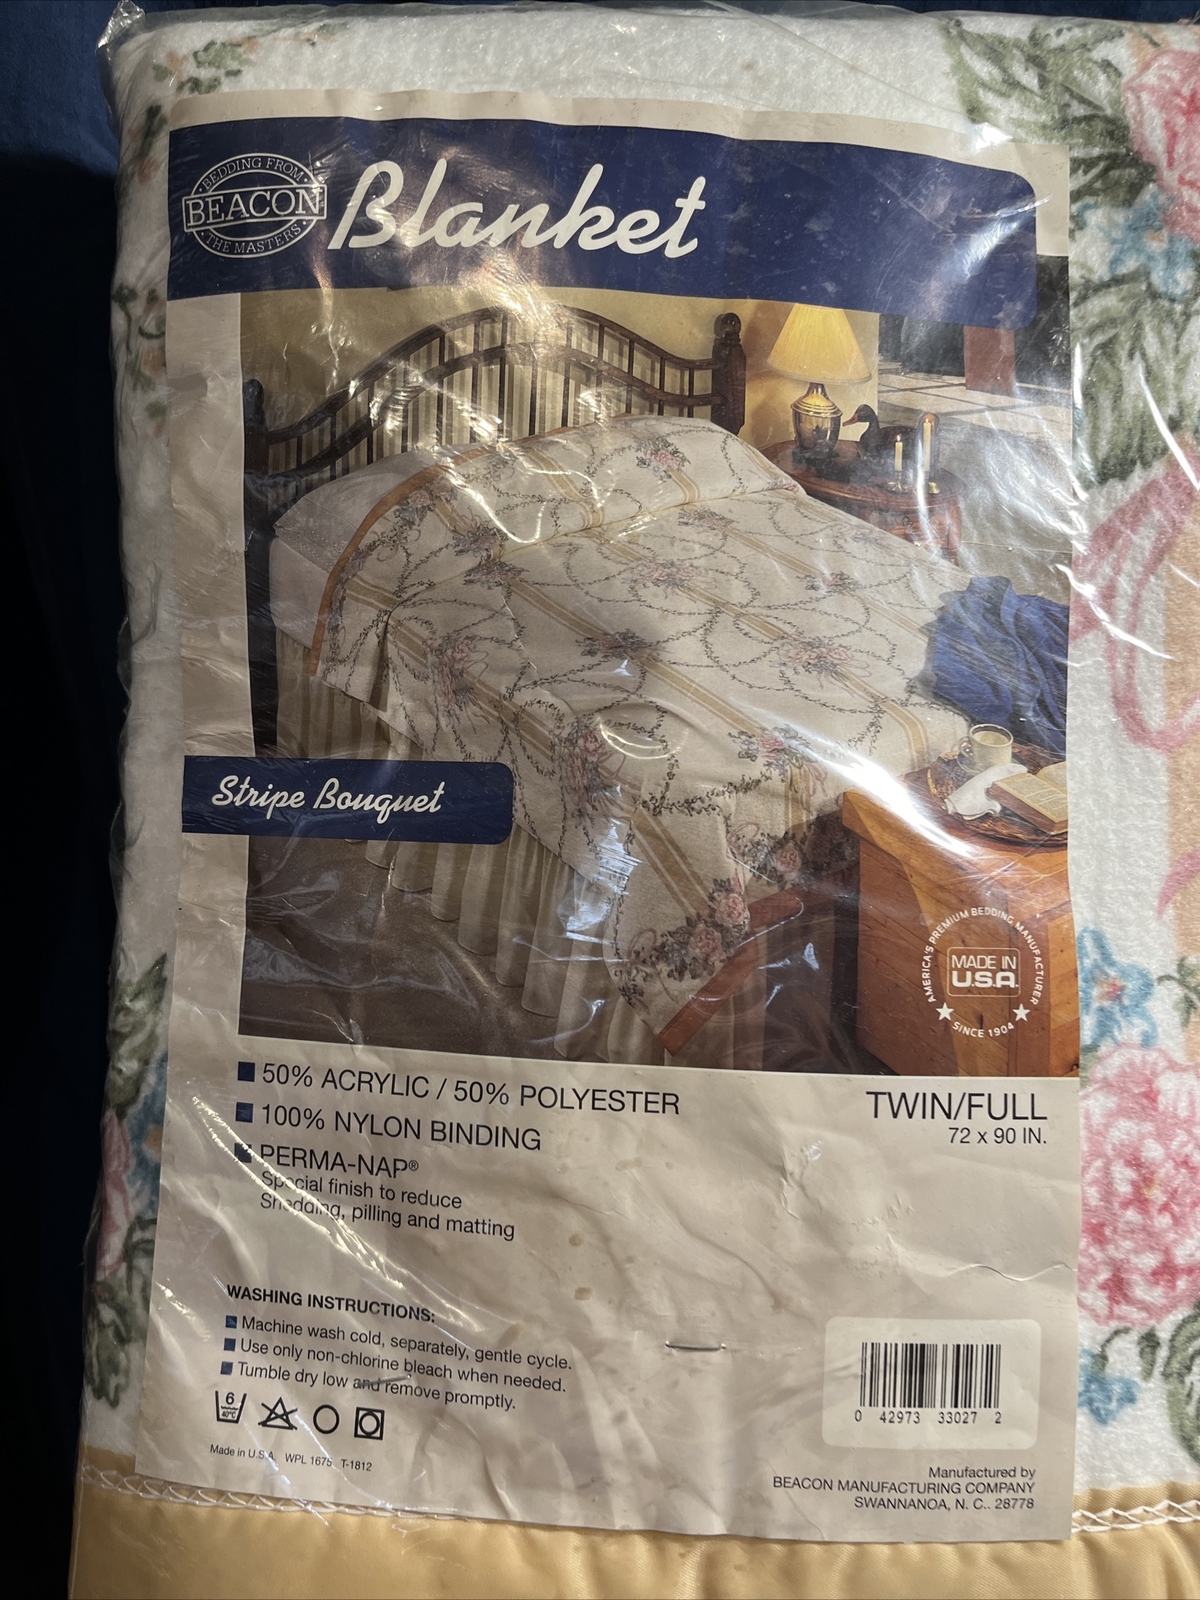 BEDDING FROM
BEACON
THE MASTERS
Blanket
Stripe Bouquet
AMERICA'S PREMIUM BEDDING MANUFACTURER
MADE IN
U.S.A.
SINCE 1904
50% ACRYLIC / 50% POLYESTER
100% NYLON BINDING
PERMA-NAP®
Special finish to reduce
Shedding, pilling and matting
TWIN/FULL
72 x 90 IN.
WASHING INSTRUCTIONS:
Machine wash cold, separately, gentle cycle.
Use only non-chlorine bleach when needed.
Tumble dry low and remove promptly.
6
40°C
Made in U.S.A. WPL 1675 T-1812
0 42973 33027 2
Manufactured by
BEACON MANUFACTURING COMPANY
SWANNANOA, N. C.. 28778